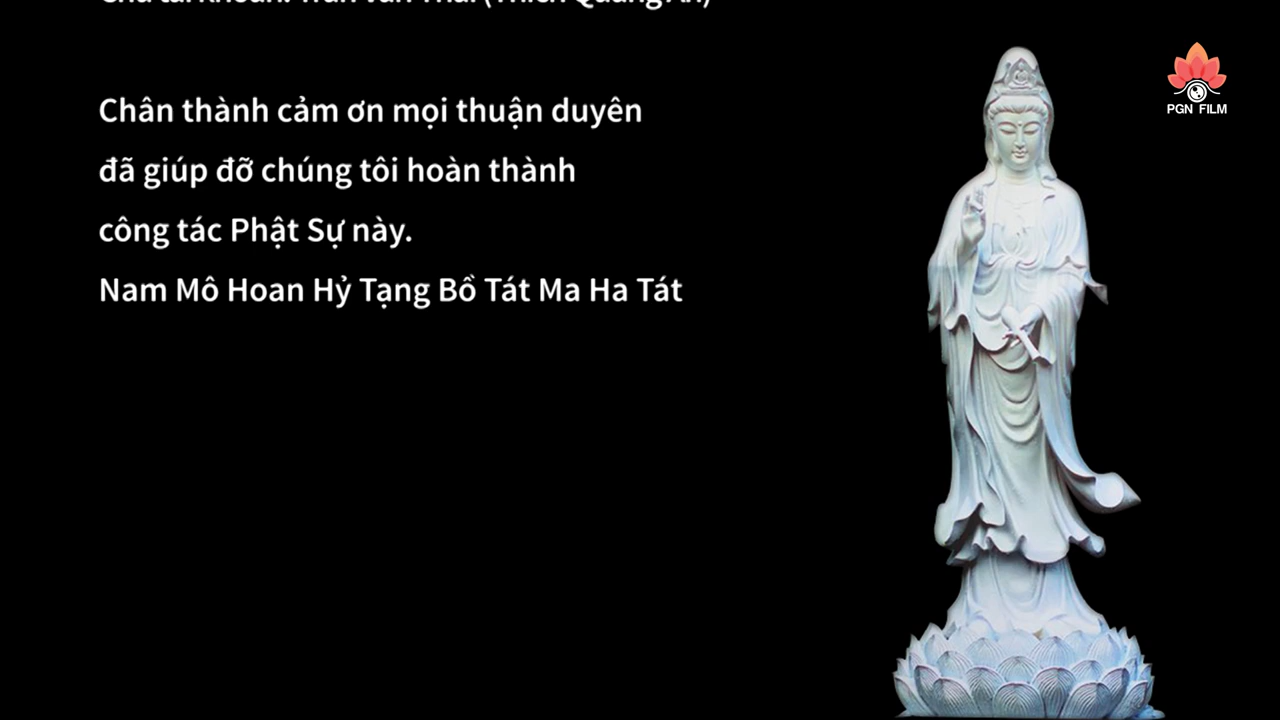 Chân thành cảm ơn mọi thuận duyên
đã giúp đỡ chúng tôi hoàn thành
công tác Phật Sự này.
Nam Mô Hoan Hỷ Tạng Bồ Tát Ma Ha Tát
PGN FILM